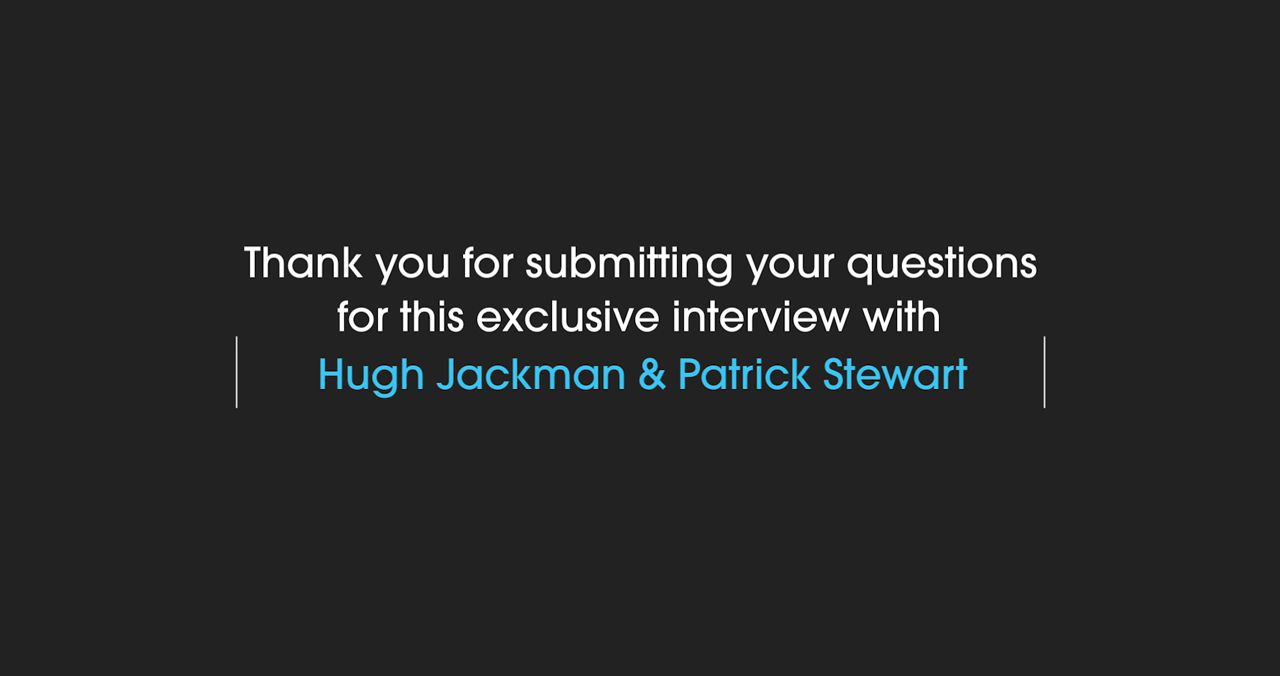 Thank you for submitting your questions
for this exclusive interview with
Hugh Jackman & Patrick Stewart